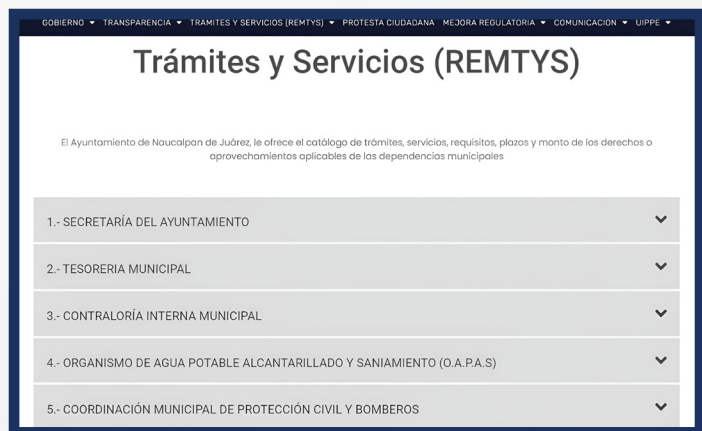 GOBIERNO TRANSPARENCIA TRAMITES Y SERVICIOS (REMTYS) PROTESTA CIUDADANA MEJORA REGULATORIA COMUNICACION UIPPE
Trámites y Servicios (REMTYS)
El Ayuntamiento de Naucalpan de Juárez, le ofrece el catálogo de trámites, servicios, requisitos, plazos y monto de los derechos o
aprovechamientos aplicables de las dependencias municipales
1.- SECRETARÍA DEL AYUNTAMIENTO
2.- TESORERIA MUNICIPAL
3.- CONTRALORÍA INTERNA MUNICIPAL
4.- ORGANISMO DE AGUA POTABLE ALCANTARILLADO Y SANIAMIENTO (O.A.P.A.S)
5.- COORDINACIÓN MUNICIPAL DE PROTECCIÓN CIVIL Y BOMBEROS